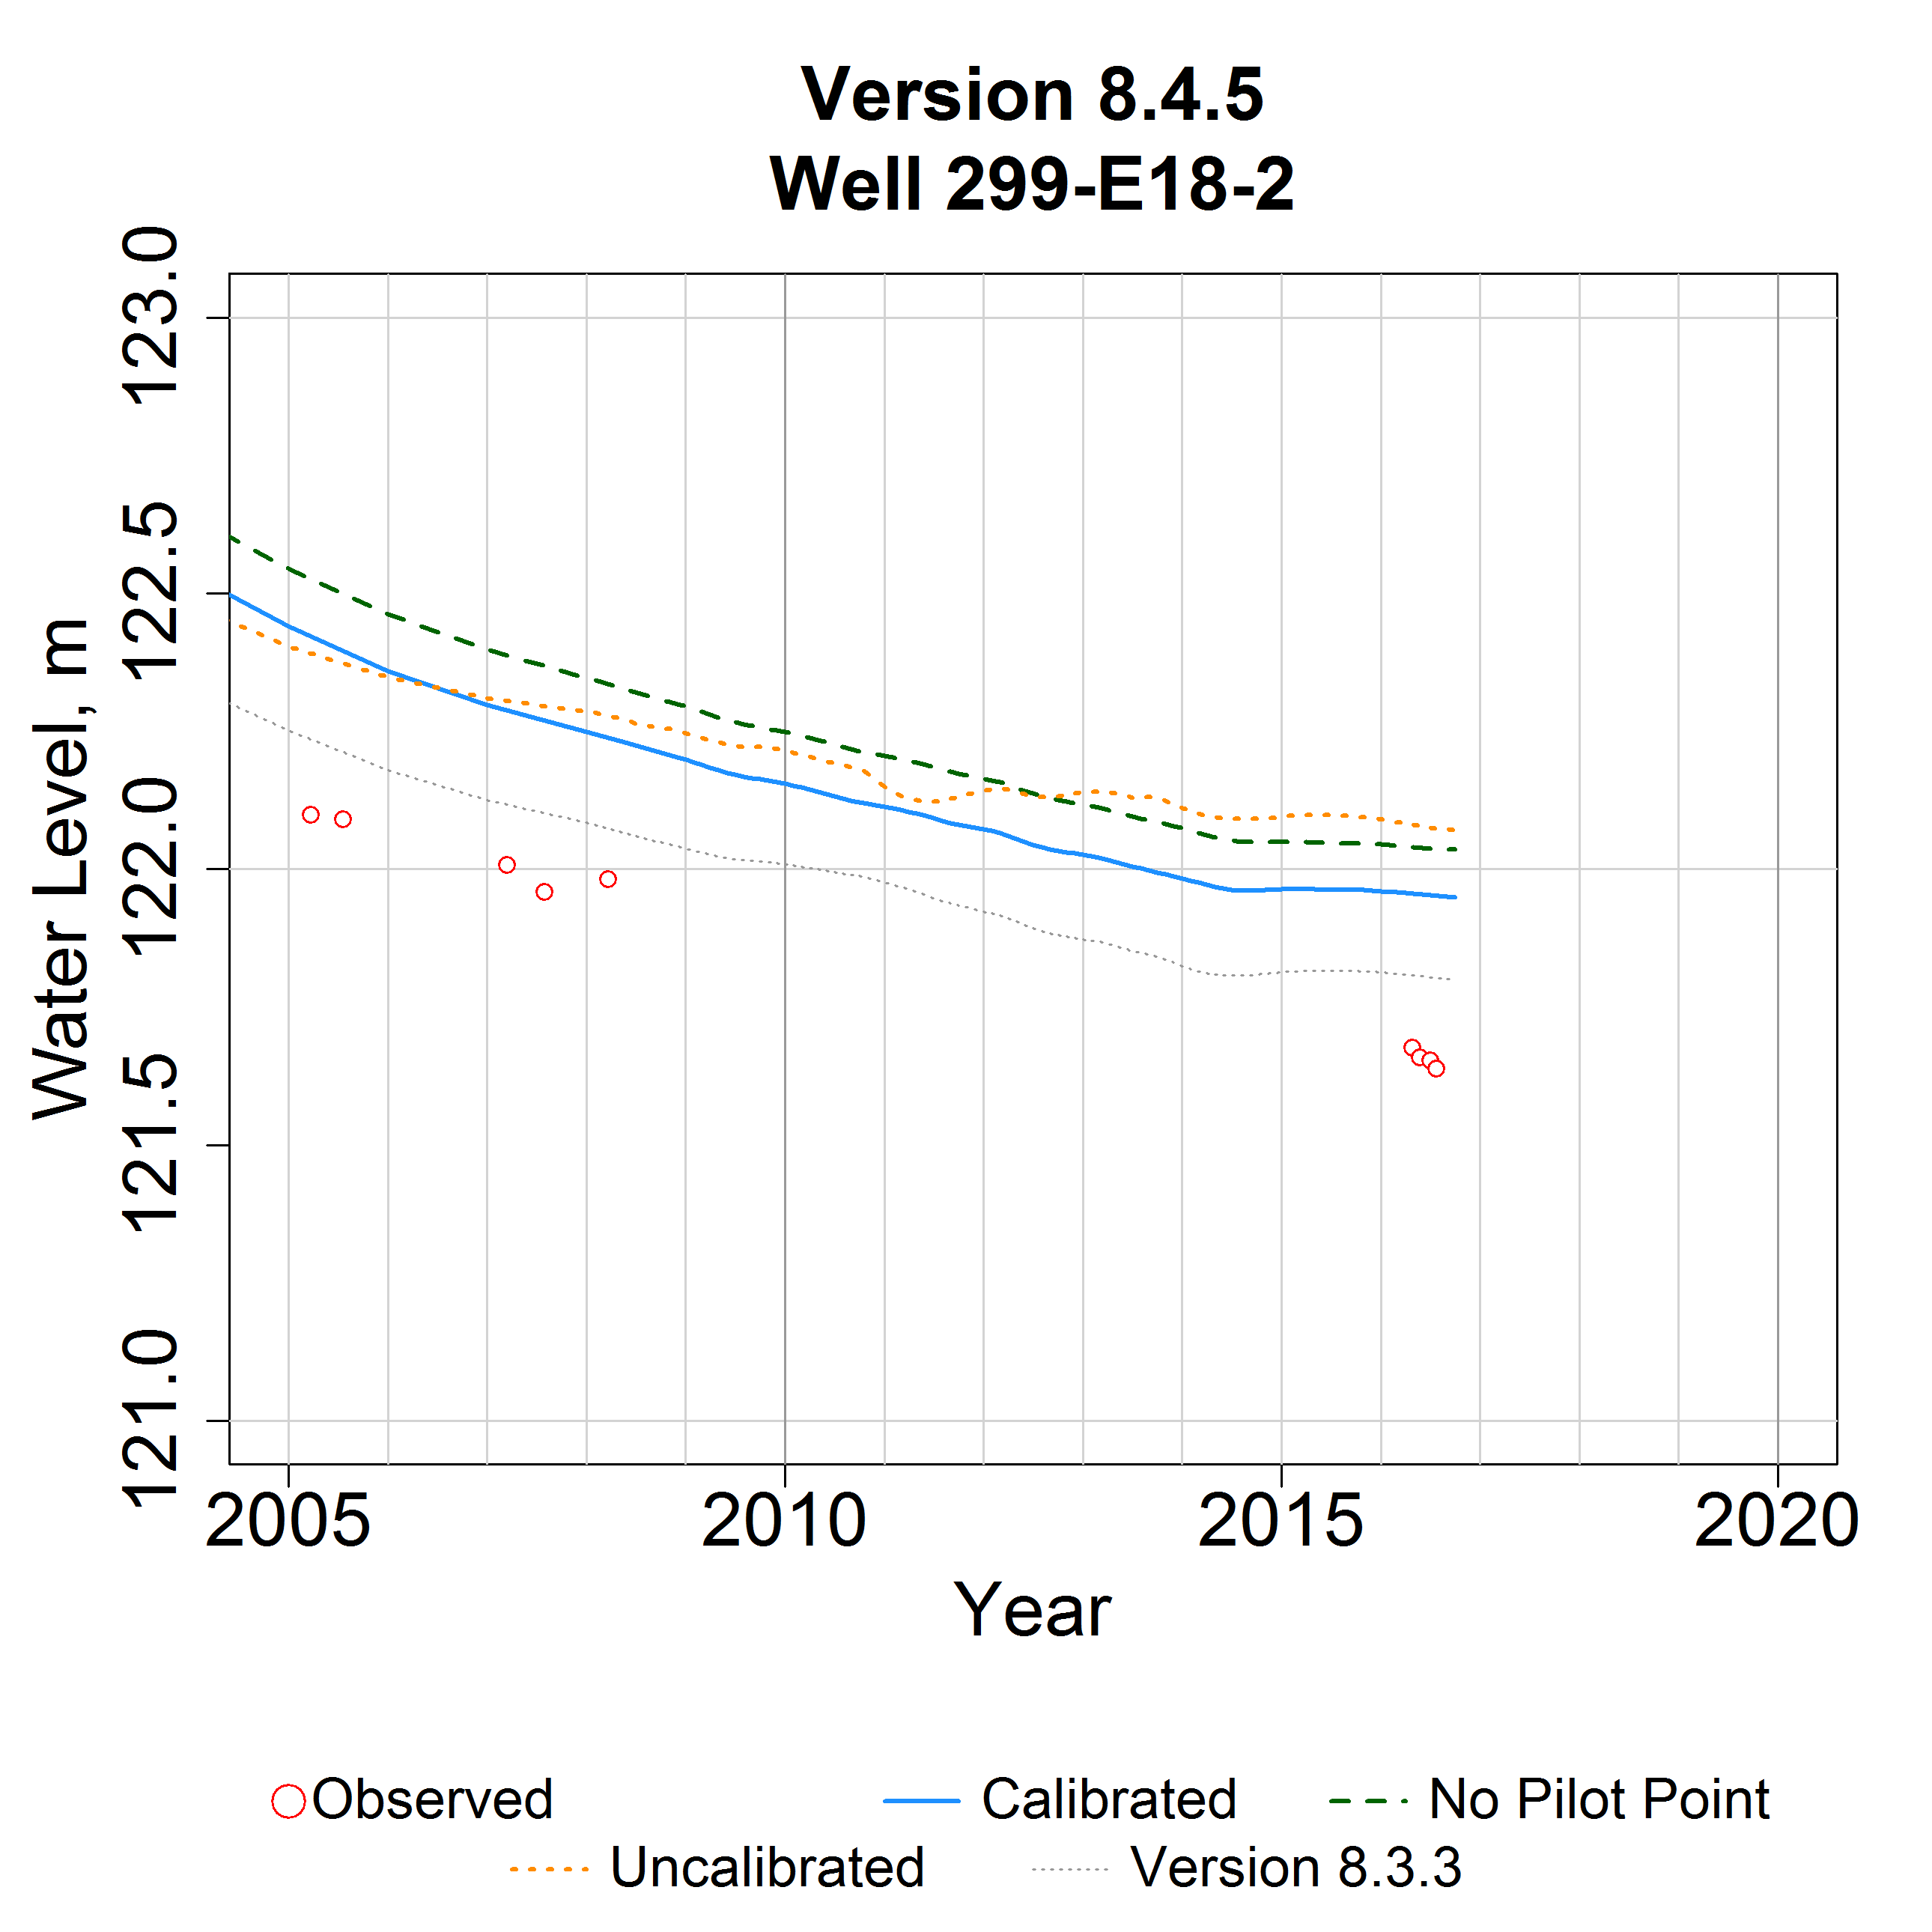 Version 8.4.5
Well 299-E18-2
Water Level, m
123.0
122.5
122.0
121.5
121.0
2005 2010 2015 2020
Year
Observed Calibrated No Pilot Point
Uncalibrated Version 8.3.3